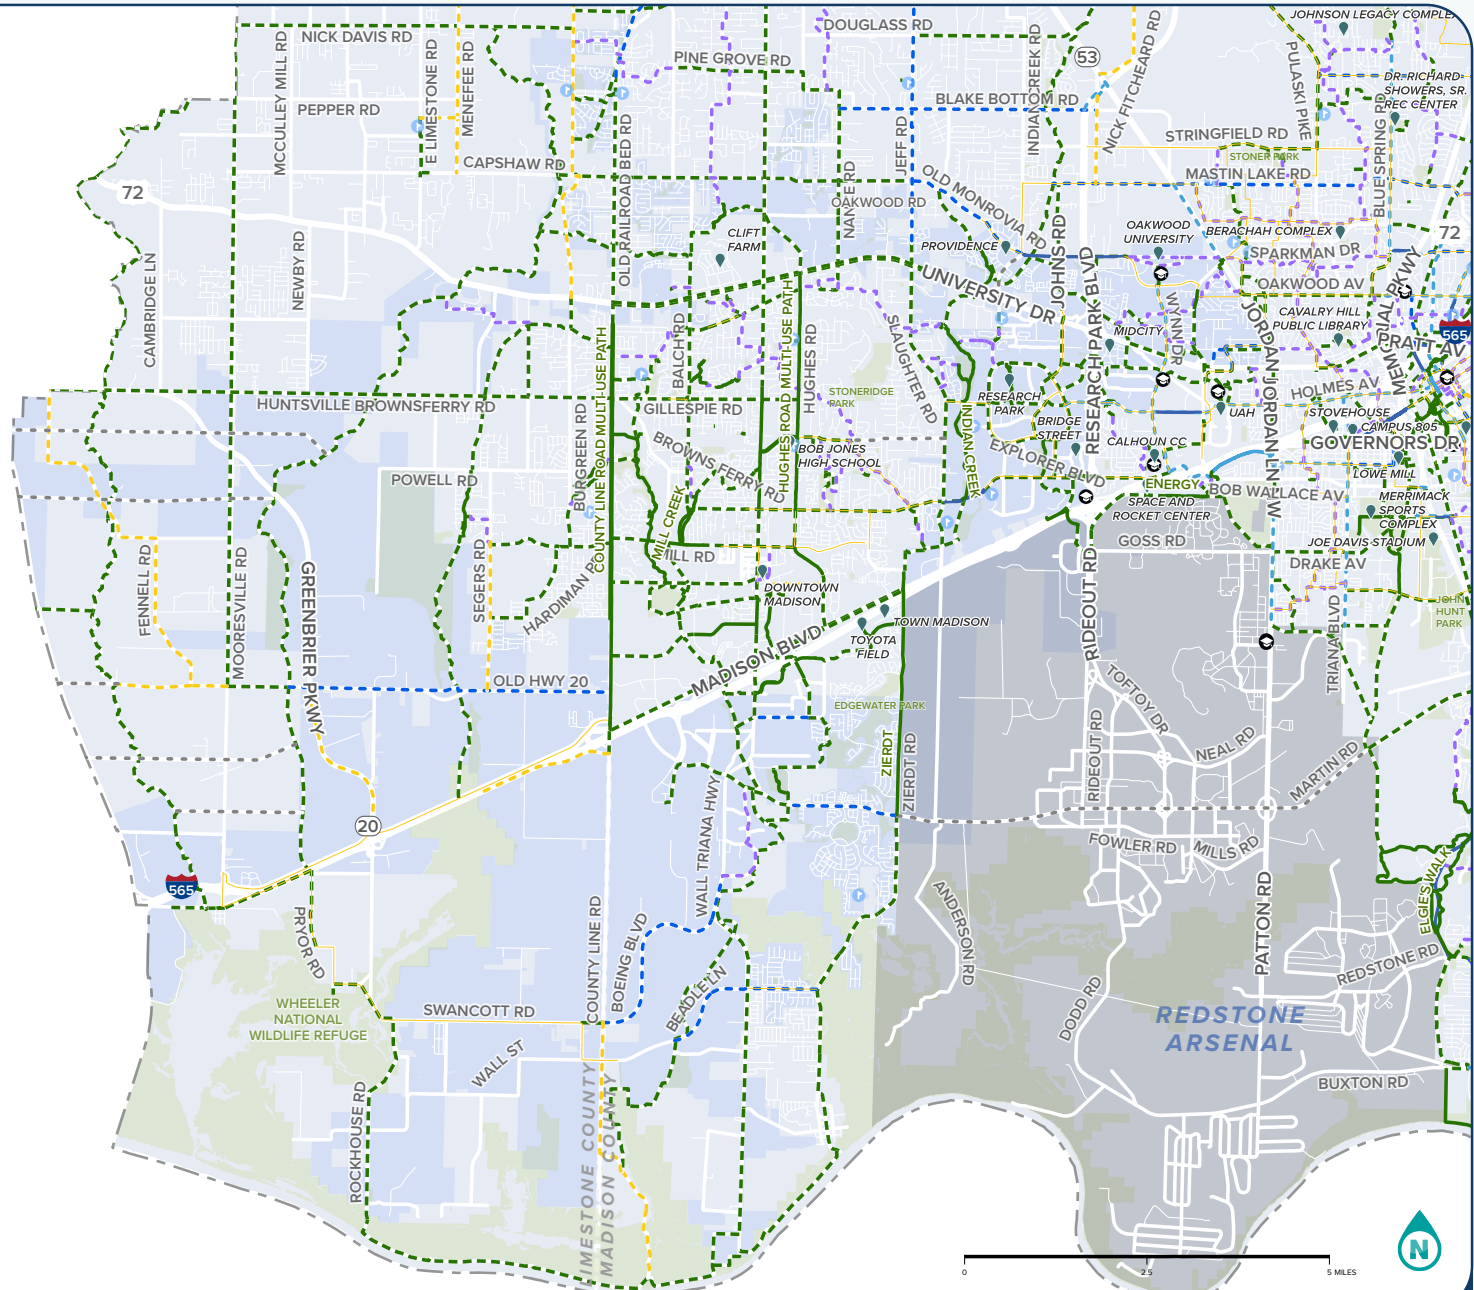 JOHNSON LEGACY COMPLEX
DOUGLASS RD
NICK DAVIS RD
PINE GROVE RD
53
MCCULLEY MILL RD
E LIMESTONE RD
MENEFEE RD
INDIAN CREEK RD
NICK FITCHEARD RD
PULASKI PIKE
DR. RICHARD
SHOWERS, SR.
REC CENTER
PEPPER RD
BLAKE BOTTOM RD
STRINGFIELD RD
STONER PARK
CAPSHAW RD
OLD RAILROAD BED RD
JEFF RD
NANCE RD
MASTIN LAKE RD
BLUE SPRING RD
72
OAKWOOD RD
OLD MONROVIA RD
OAKWOOD
UNIVERSITY
BERACHAH COMPLEX
72
CLIFT
FARM
PROVIDENCE
SPARKMAN DR
CAMBRIDGE LN
NEWBY RD
UNIVERSITY DR
JOHNS RD
OAKWOOD AV
CAVALRY HILL
PUBLIC LIBRARY
MEMORIAL PKWY
565
PRATT AV
MIDCITY
WYNN DR
JORDAN LN
BALCH RD
HUGHES ROAD MULTI-USE PATH
HUGHES RD
SLAUGHTER RD
RESEARCH PARK BLVD
COUNTY LINE ROAD MULTI-USE PATH
STONERIDGE
PARK
RESEARCH
PARK
HOLMES AV
HUNTSVILLE BROWNSFERRY RD
GILLESPIE RD
UAH
STOVEHOUSE
CAMPUS 805
BURGREEN RD
BROWNS FERRY RD
BOB JONES
HIGH SCHOOL
INDIAN CREEK
BRIDGE
STREET
CALHOUN CC
GOVERNORS DR
EXPLORER BLVD
LOWE MILL
POWELL RD
ENERGY
BOB WALLACE AV
JORDAN LN W
SPACE AND
ROCKET CENTER
MERRIMACK
SPORTS
COMPLEX
MILL CREEK
MILL RD
GOSS RD
JOE DAVIS STADIUM
DRAKE AV
FENNELL RD
MOORESVILLE RD
GREENBRIER PKWY
SEGERS RD
HARDIMAN RD
DOWNTOWN
MADISON
JOHN
HUNT
PARK
TOWN MADISON
TOYOTA
FIELD
RIDEOUT RD
TRIANA BLVD
MADISON BLVD
OLD HWY 20
EDGEWATER PARK
TOFTOY DR
NEAL RD
ZIERDT
ZIERDT RD
RIDEOUT RD
MARTIN RD
WALL TRIANA HWY
20
FOWLER RD
MILLS RD
565
ELGIE'S WALK
PATTON RD
ANDERSON RD
PRYOR RD
COUNTY LINE RD
BOEING BLVD
BEADLE LN
REDSTONE RD
DODD RD
WHEELER
NATIONAL
WILDLIFE REFUGE
SWANCOTT RD
REDSTONE
ARSENAL
WALL ST
BUXTON RD
ROCKHOUSE RD
LIMESTONE COUNTY
MADISON COUNTY
N
0
2.5
5 MILES